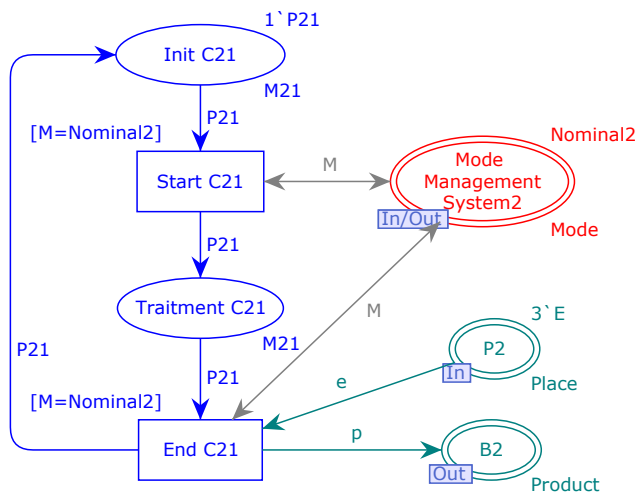 1`P21
Init C21
M21
P21
[M=Nominal2]
Nominal2
Start C21
M
Mode
Management
System2
In/Out
Mode
P21
Traitment C21
3`E
M
P2
M21
P21
In
Place
P21
e
[M=Nominal2]
p
End C21
B2
Out
Product